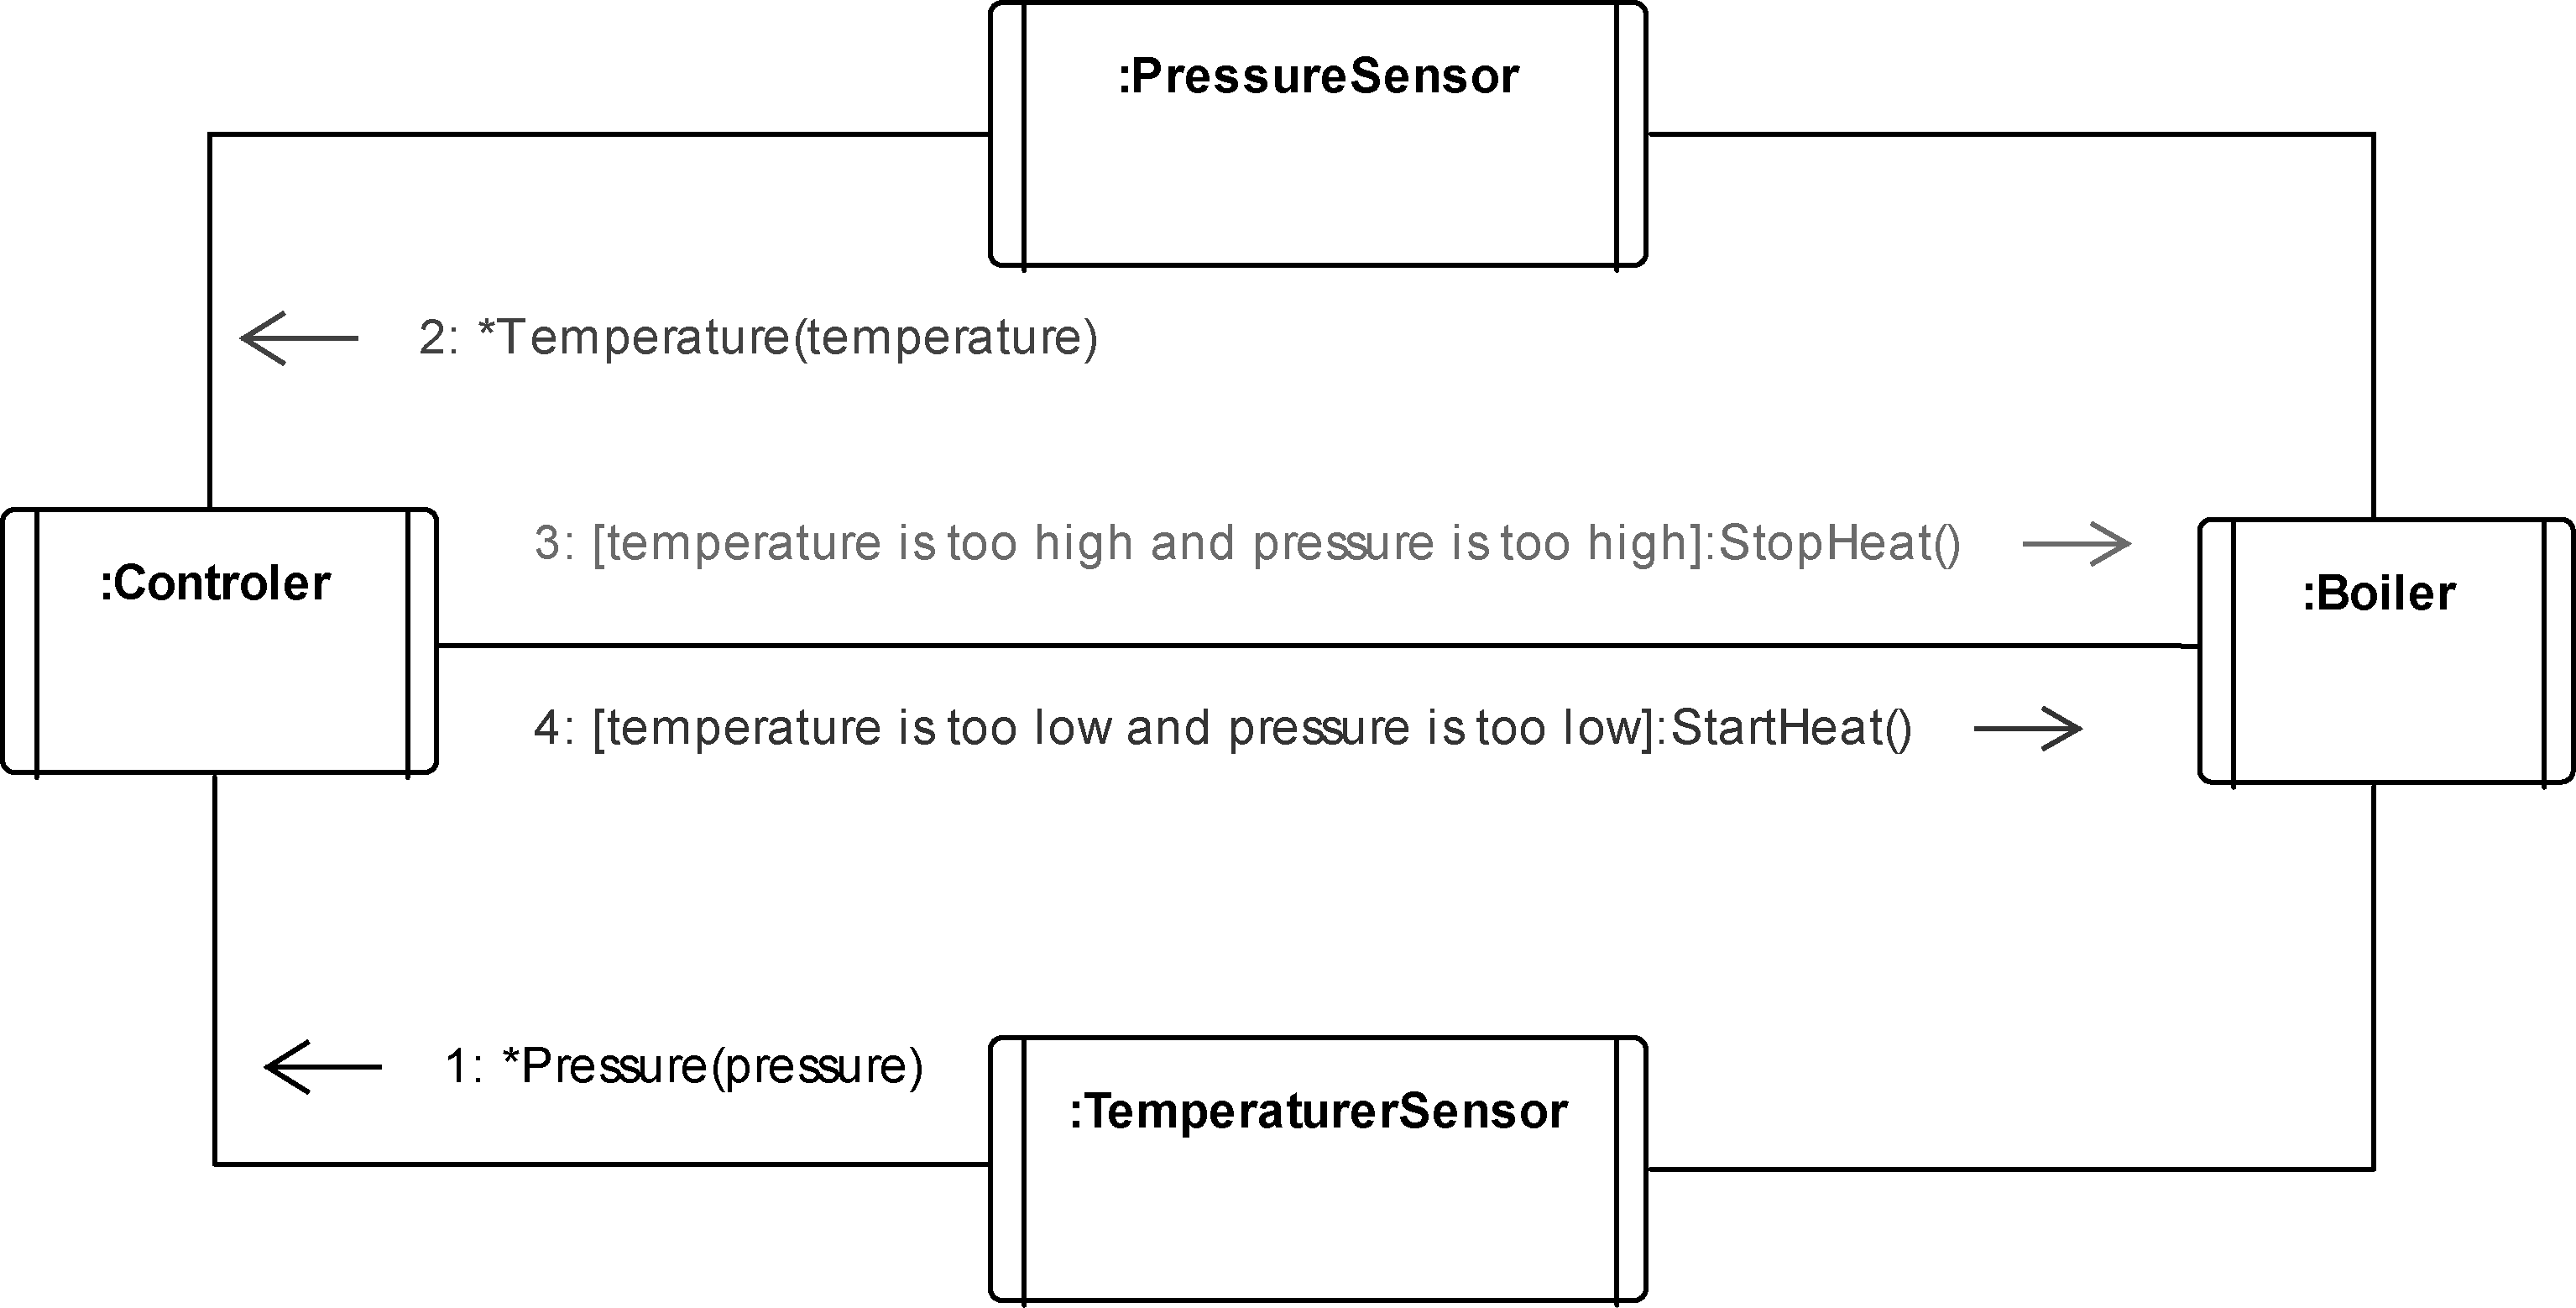 :PressureSensor
2: *Temperature(temperature)
3: [temperature is too high and pressure is too high]:StopHeat()
:Controler
:Boiler
4: [temperature is too low and pressure is too low]:StartHeat()
1: *Pressure(pressure)
:TemperaturerSensor